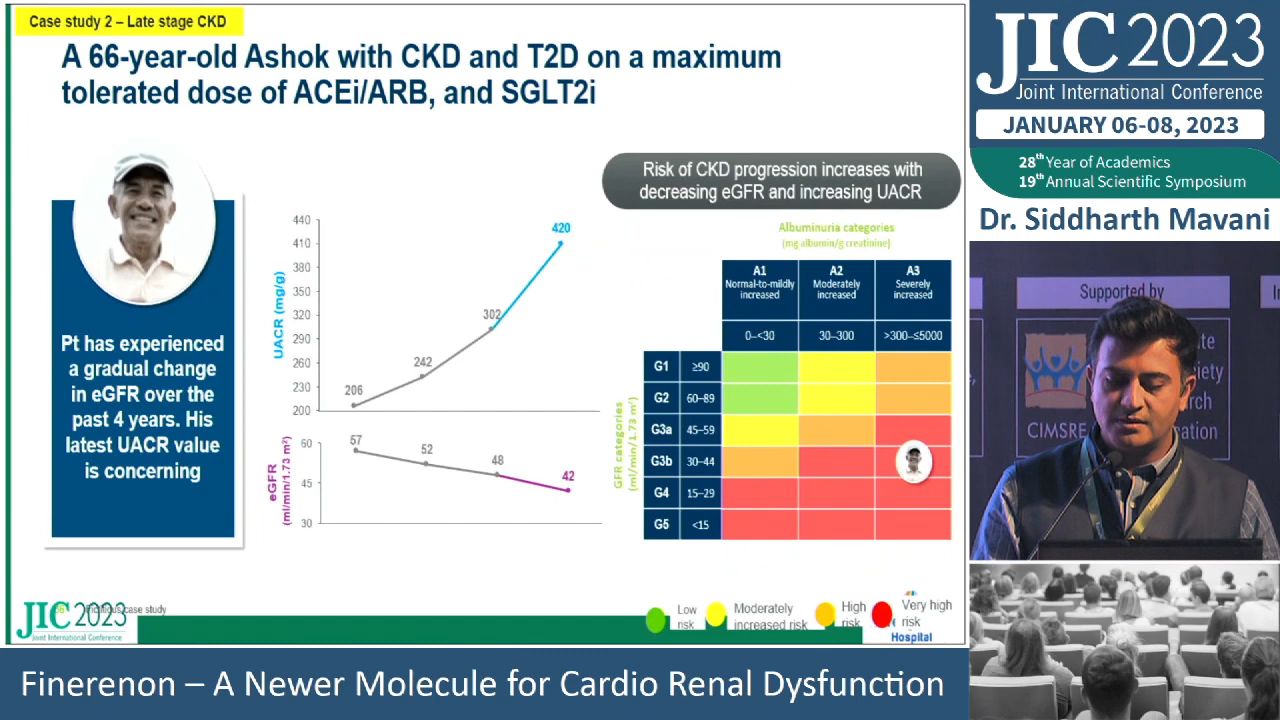 Case study 2 – Late stage CKD
A 66-year-old Ashok with CKD and T2D on a maximum
tolerated dose of ACEi/ARB, and SGLT2i
Pt has experienced
a gradual change
in eGFR over the
past 4 years. His
latest UACR value
is concerning
UACR (mg/g)
440
410
380
350
320
290
260
230
200
206
242
302
420
eGFR
(ml/min/1.73 m²)
60
45
30
57
52
48
42
Risk of CKD progression increases with
decreasing eGFR and increasing UACR
Albuminuria categories
(mg albumin/g creatinine)
A1
Normal-to-mildly
increased
A2
Moderately
increased
A3
Severely
increased
0–<30
30–300
>300–≤5000
GFR categories
(ml/min/1.73 m²)
G1 ≥90
G2 60–89
G3a 45–59
G3b 30–44
G4 15–29
G5 <15
case study
JIC 2023
Joint International Conference
Low
risk
Moderately
increased risk
High
risk
Very high
risk
Hospital
JIC 2023
Joint International Conference
JANUARY 06-08, 2023
28th Year of Academics
19th Annual Scientific Symposium
Dr. Siddharth Mavani
Supported by
CIMSRE
Finerenon – A Newer Molecule for Cardio Renal Dysfunction